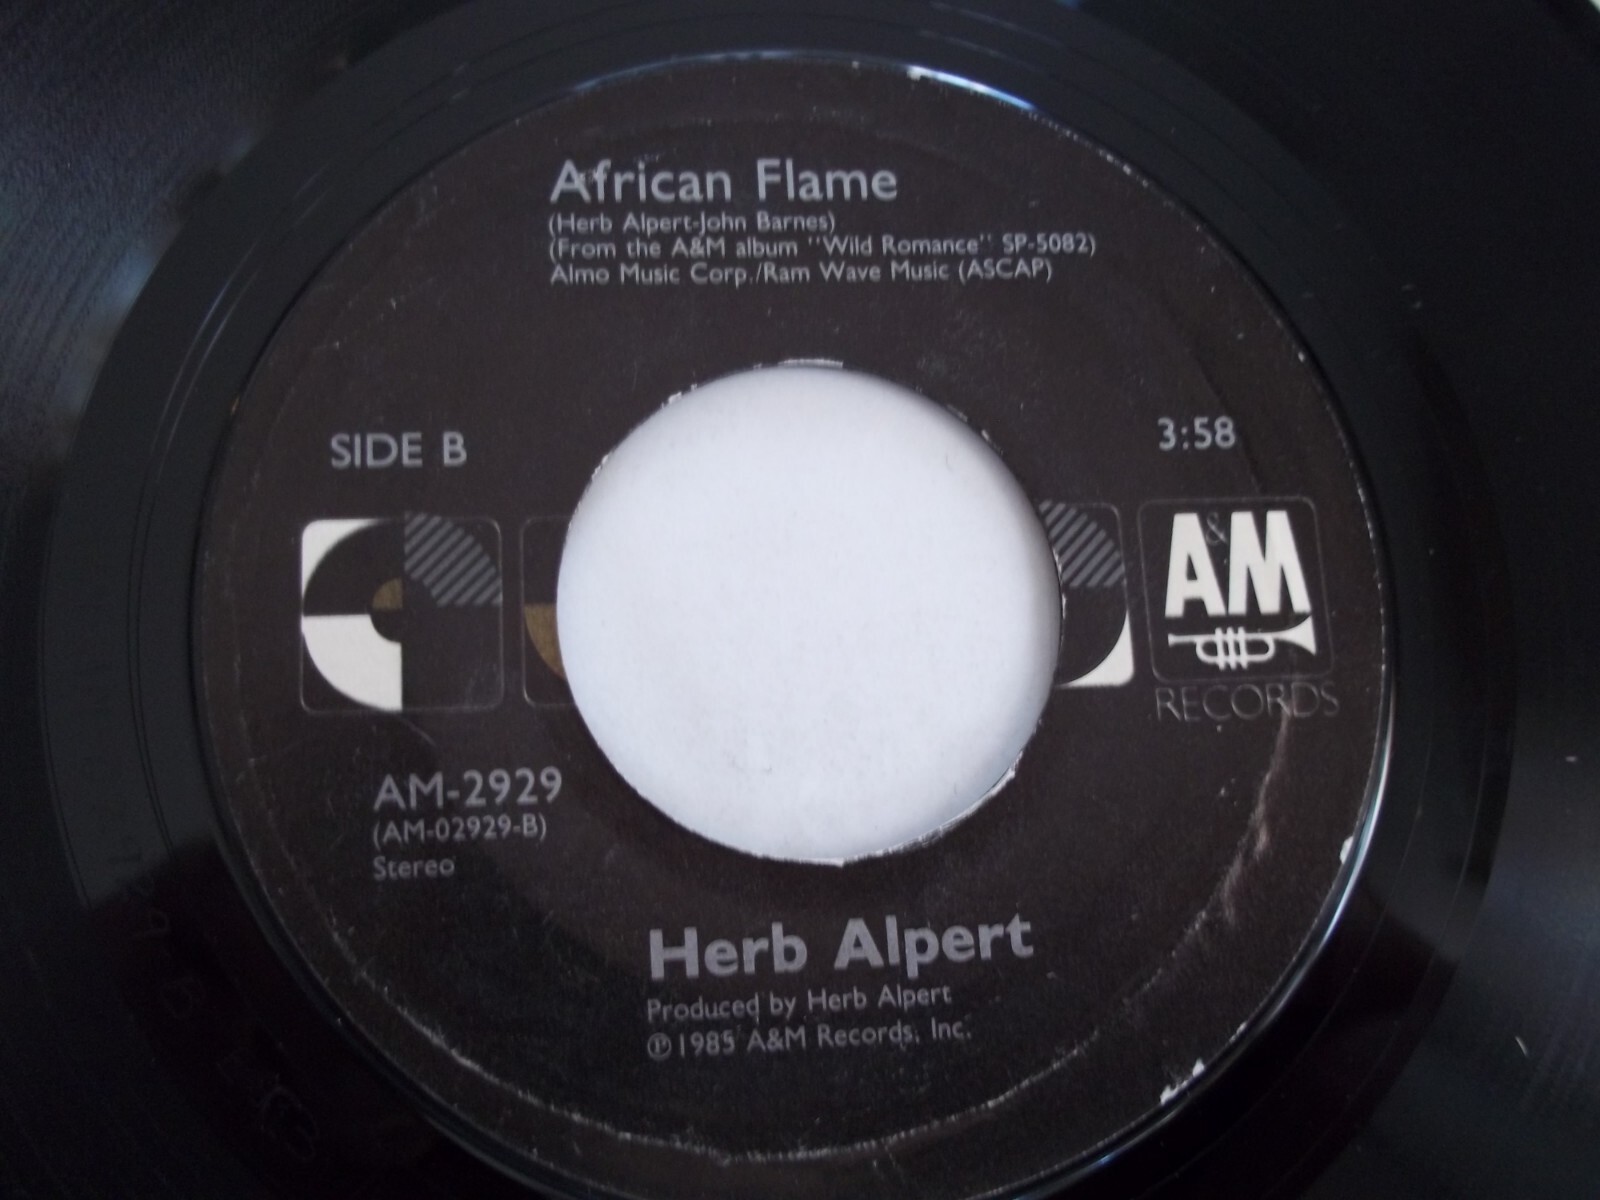 African Flame
(Herb Alpert-John Barnes)
(From the A&M album "Wild Romance" SP-5082)
Almo Music Corp./Ram Wave Music (ASCAP)
SIDE B
3:58
A&M
RECORDS
AM-2929
(AM-02929-B)
Stereo
Herb Alpert
Produced by Herb Alpert
℗1985 A&M Records, Inc.